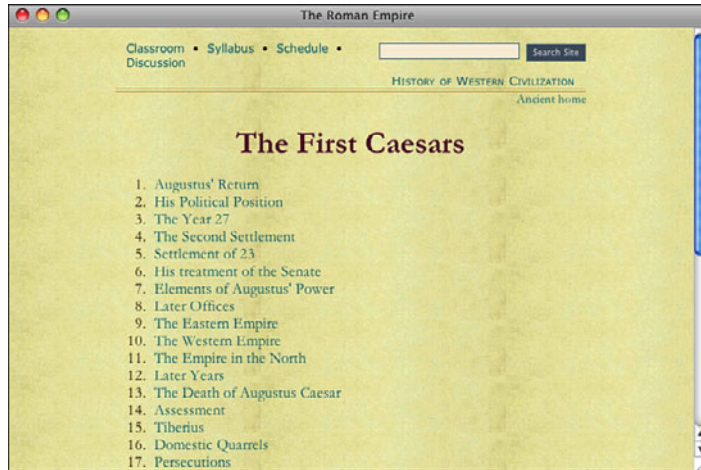 The Roman Empire
Classroom • Syllabus • Schedule •
Discussion
Search Site
HISTORY OF WESTERN CIVILIZATION
Ancient home
The First Caesars
1. Augustus' Return
2. His Political Position
3. The Year 27
4. The Second Settlement
5. Settlement of 23
6. His treatment of the Senate
7. Elements of Augustus' Power
8. Later Offices
9. The Eastern Empire
10. The Western Empire
11. The Empire in the North
12. Later Years
13. The Death of Augustus Caesar
14. Assessment
15. Tiberius
16. Domestic Quarrels
17. Persecutions